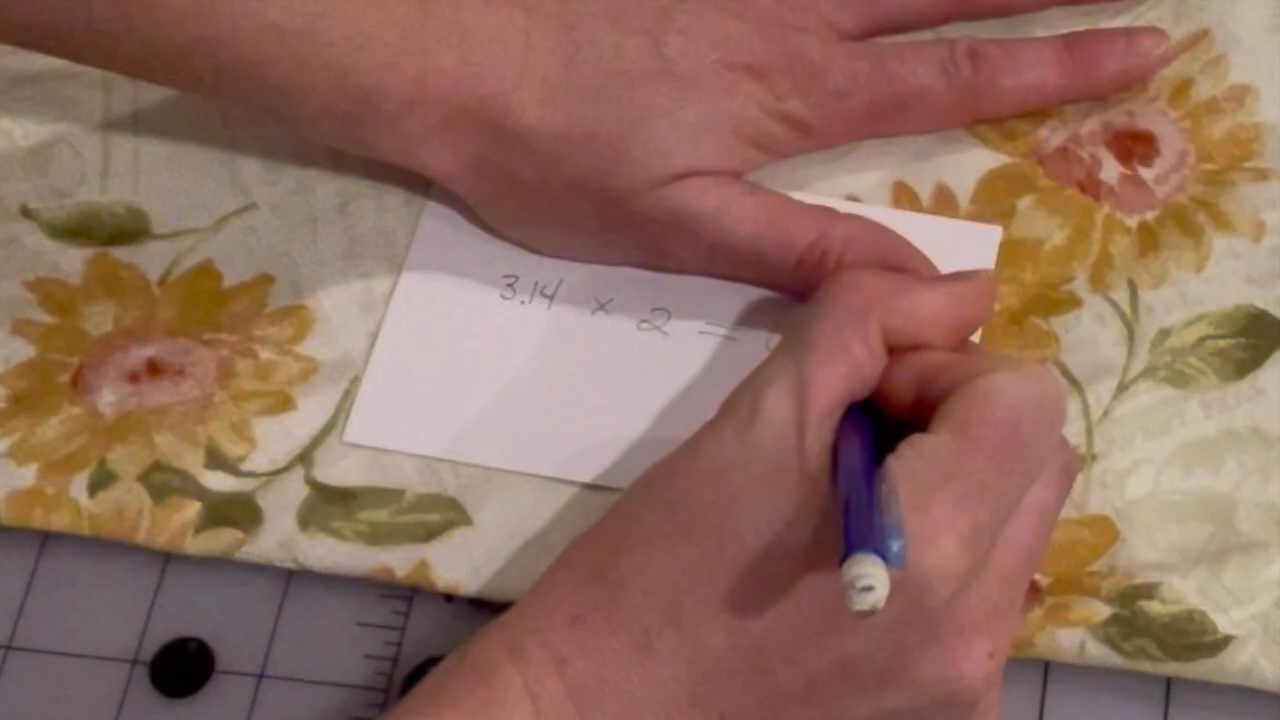 3.14 x 2 =